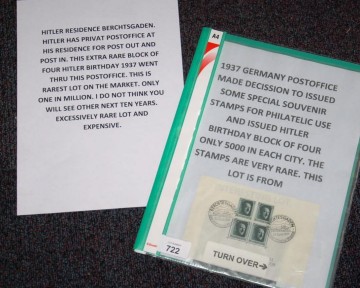 HITLER RESIDENCE BERCHTSGADEN.
HITLER HAS PRIVAT POSTOFFICE AT
HIS RESIDENCE FOR POST OUT AND
POST IN. THIS EXTRA RARE BLOCK OF
FOUR HITLER BIRTHDAY 1937 WENT
THRU THIS POSTOFFICE. THIS IS
RAREST LOT ON THE MARKET. ONLY
ONE IN MILLION. I DO NOT THINK YOU
WILL SEE OTHER NEXT TEN YEARS.
EXCESSIVELY RARE LOT AND
EXPENSIVE.
A4
1937 GERMANY POSTOFFICE
MADE DECISSION TO ISSUED
SOME SPECIAL SOUVENIR
STAMPS FOR PHILATELIC USE
AND ISSUED HITLER
BIRTHDAY BLOCK OF FOUR
ONLY 5000 IN EACH CITY. THE
STAMPS ARE VERY RARE. THIS
LOT IS FROM
722
TURN OVER→